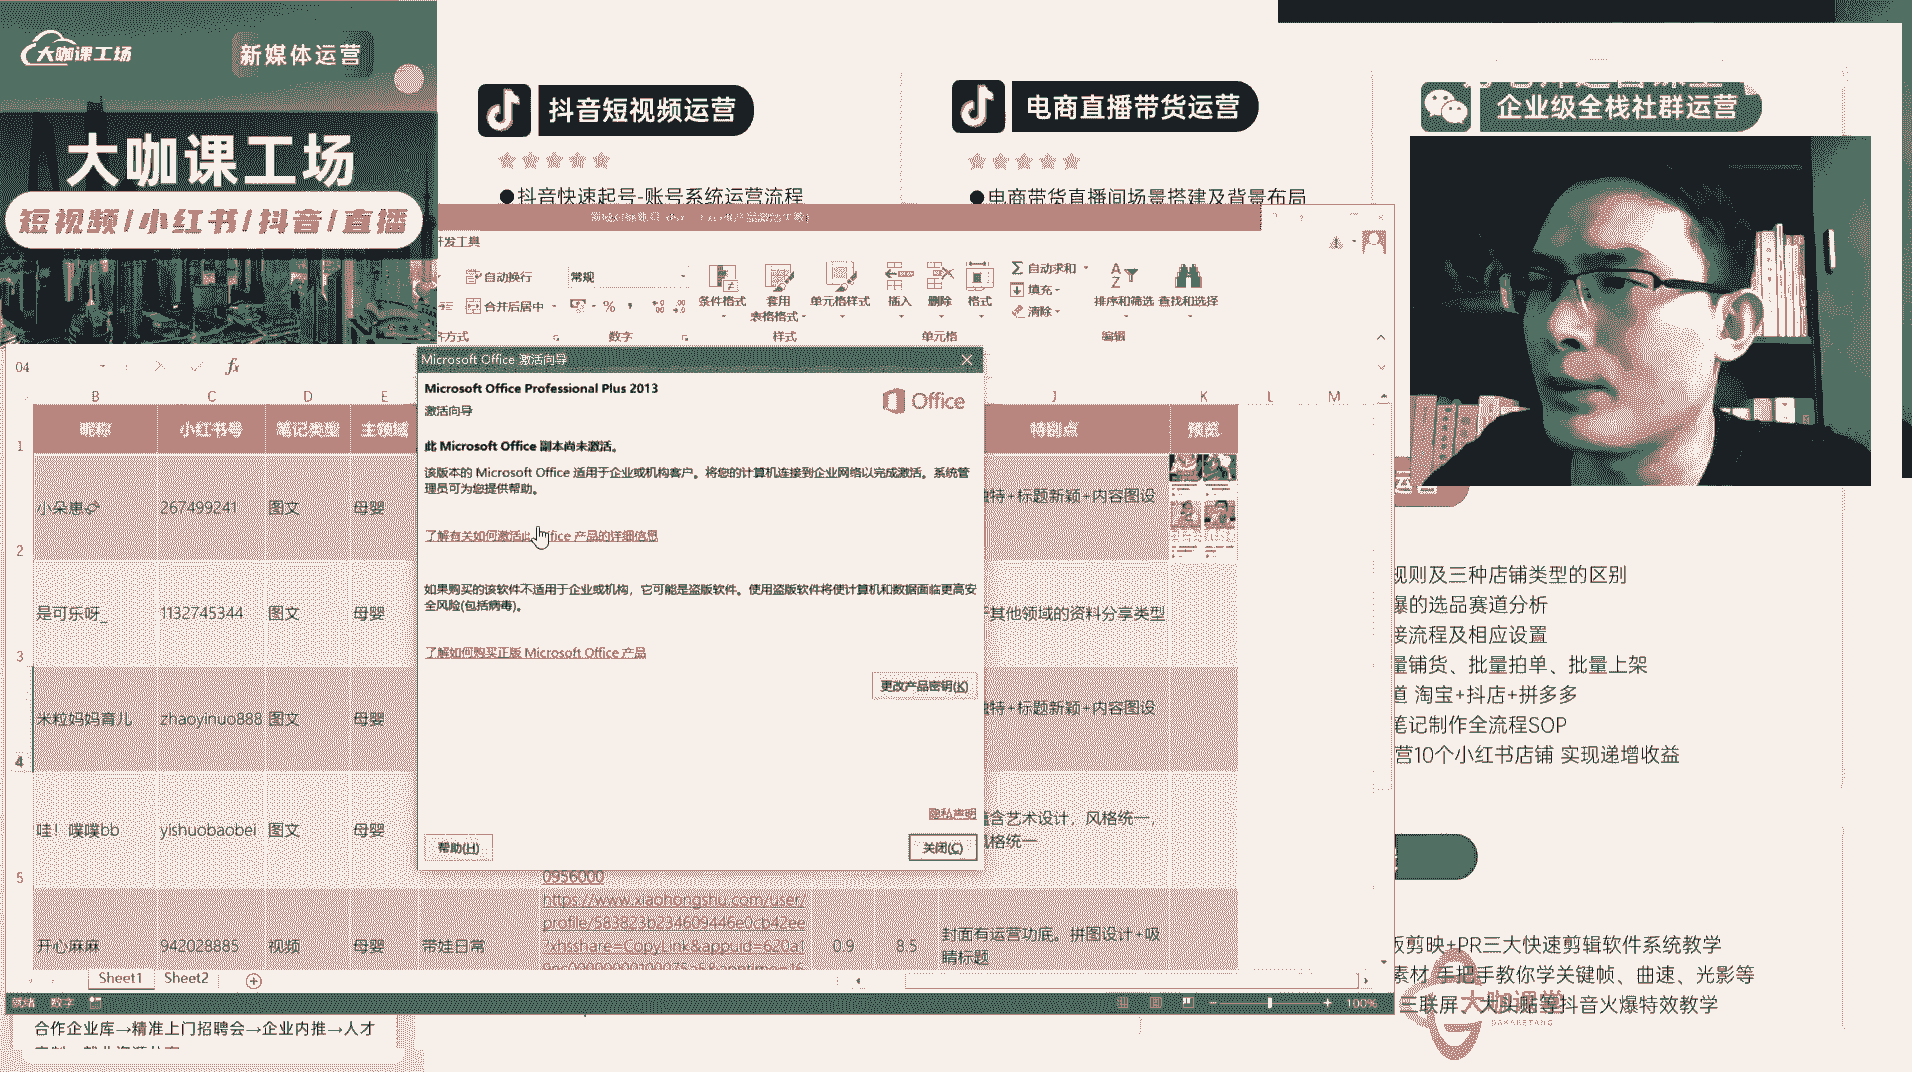 大咖课工场
新媒体运营
大咖课工场
短视频/小红书/抖音/直播
抖音短视频运营
●抖音快速起号-账号系统运营流程
电商直播带货运营
●电商带货直播间场景搭建及背景布局
企业级全栈社群运营
开发工具
自动换行
常规
合并后居中
%
条件格式
套用
表格格式
单元格样式
插入
删除
格式
自动求和
填充
清除
排序和筛选
查找和选择
数字
样式
单元格
编辑
04
fx
B
C
D
E
J
K
L
M
昵称
小红书号
笔记类型
主领域
特别点
预览
1
267499241
图文
母婴
独特+标题新颖+内容图设
2
是可乐呀_
1132745344
图文
母婴
其他领域的资料分享类型
3
米粒妈妈育儿
zhaoyinuo888
图文
母婴
独特+标题新颖+内容图设
4
哇！噗噗bb
yishuobaobei
图文
母婴
含艺术设计，风格统一，
风格统一
5
0956000
开心麻麻
942028885
视频
母婴
带娃日常
https://www.xiaohongshu.com/user/
profile/583823b234609446e0cb42ee
?xhsshare=CopyLink&appuid=620a1
0.9
8.5
封面有运营功底。拼图设计+吸
睛标题
Sheet1
Sheet2
就绪
数字
100%
Microsoft Office 激活向导
Microsoft Office Professional Plus 2013
激活向导
Office
此 Microsoft Office 副本尚未激活。
该版本的 Microsoft Office 适用于企业或机构客户。将您的计算机连接到企业网络以完成激活。系统管
理员可为您提供帮助。
了解有关如何激活此 Office 产品的详细信息
如果购买的该软件不适用于企业或机构，它可能是盗版软件。使用盗版软件将使计算机和数据面临更高安
全风险(包括病毒)。
了解如何购买正版 Microsoft Office 产品
更改产品密钥(K)
隐私声明
帮助(H)
关闭(C)
规则及三种店铺类型的区别
爆的选品赛道分析
接流程及相应设置
量铺货、批量拍单、批量上架
道 淘宝+抖店+拼多多
笔记制作全流程SOP
营10个小红书店铺 实现递增收益
版剪映+PR三大快速剪辑软件系统教学
素材 手把手教你学关键帧、曲速、光影等
三联屏、大头贴等抖音火爆特效教学
大咖课堂
DAKAKETANG
合作企业库→精准上门招聘会→企业内推→人才